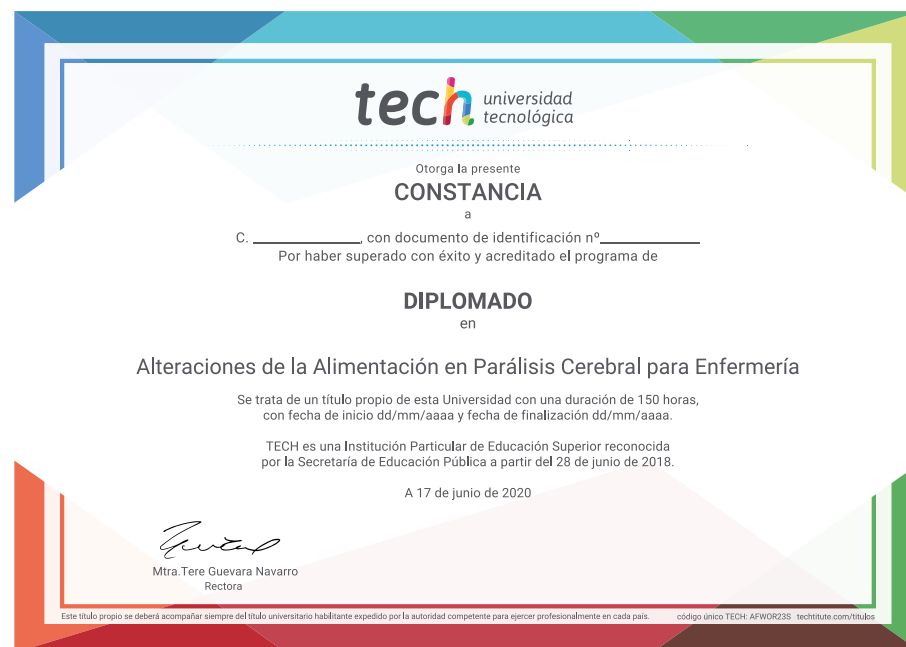 tech universidad
tecnológica
Otorga la presente
CONSTANCIA
a
C. ____________, con documento de identificación nº____________
Por haber superado con éxito y acreditado el programa de
DIPLOMADO
en
Alteraciones de la Alimentación en Parálisis Cerebral para Enfermería
Se trata de un título propio de esta Universidad con una duración de 150 horas,
con fecha de inicio dd/mm/aaaa y fecha de finalización dd/mm/aaaa.
TECH es una Institución Particular de Educación Superior reconocida
por la Secretaría de Educación Pública a partir del 28 de junio de 2018.
A 17 de junio de 2020
Mtra.Tere Guevara Navarro
Rectora
Este título propio se deberá acompañar siempre del título universitario habilitante expedido por la autoridad competente para ejercer profesionalmente en cada país. código único TECH: AFWOR23S techtitute.com/titulos